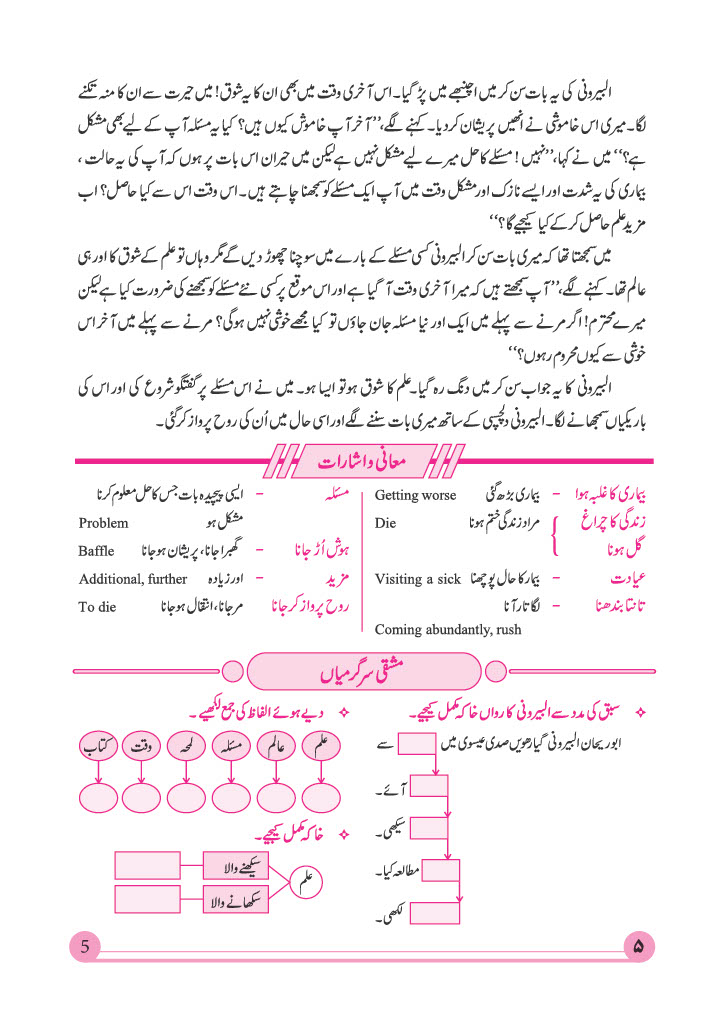 البیرونی کی یہ بات سن کر میں اچنبھے میں پڑ گیا۔ اس آخری وقت میں بھی ان کا یہ شوق! میں حیرت سے ان کا منہ تکنے
لگا۔ میری اس خاموشی نے انھیں پریشان کردیا۔ کہنے لگے، ’’آخر آپ خاموش کیوں ہیں؟ کیا یہ مسئلہ آپ کے لیے بھی مشکل
ہے؟‘‘ میں نے کہا، ’’نہیں! مسئلے کا حل میرے لیے مشکل نہیں ہے لیکن میں حیران اس بات پر ہوں کہ آپ کی یہ حالت،
بیماری کی یہ شدت اور ایسے نازک اور مشکل وقت میں آپ ایک مسئلے کو سمجھنا چاہتے ہیں۔ اس وقت اس سے کیا حاصل؟ اب
مزید علم حاصل کر کے کیا کیجیے گا؟‘‘
میں سمجھتا تھا کہ میری بات سن کر البیرونی کسی مسئلے کے بارے میں سوچنا چھوڑ دیں گے مگر وہاں تو علم کے شوق کا اور ہی
عالم تھا۔ کہنے لگے، ’’آپ سمجھتے ہیں کہ میرا آخری وقت آ گیا ہے اور اس موقع پر کسی نئے مسئلے کو سمجھنے کی ضرورت کیا ہے لیکن
میرے محترم! اگر مرنے سے پہلے میں ایک اور نیا مسئلہ جان جاؤں تو کیا مجھے خوشی نہیں ہوگی؟ مرنے سے پہلے میں آخر اس
خوشی سے کیوں محروم رہوں؟‘‘
البیرونی کا یہ جواب سن کر میں دنگ رہ گیا۔ علم کا شوق ہو تو ایسا ہو۔ میں نے اس مسئلے پر گفتگو شروع کی اور اس کی
باریکیاں سمجھانے لگا۔ البیرونی دلچسپی کے ساتھ میری بات سننے لگے اور اسی حال میں اُن کی روح پرواز کر گئی۔
معانی و اشارات
بیماری کا غلبہ ہوا – بیماری بڑھ گئی Getting worse
زندگی کا چراغ } مراد زندگی ختم ہونا Die
گل ہونا
عیادت – بیمار کا حال پوچھنا Visiting a sick
تانتا بندھنا – لگاتار آنا
Coming abundantly, rush
مسئلہ – ایسی پیچیدہ بات جس کا حل معلوم کرنا
مشکل ہو Problem
ہوش اُڑ جانا – گھبرا جانا، پریشان ہوجانا Baffle
مزید – اور زیادہ Additional, further
روح پرواز کر جانا مرجانا، انتقال ہوجانا To die
مشقی سرگرمیاں
سبق کی مدد سے البیرونی کا رواں خاکہ مکمل کیجیے۔
ابوریحان البیرونی گیارھویں صدی عیسوی میں سے
آئے۔
سیکھی۔
مطالعہ کیا۔
لکھی۔
دیے ہوئے الفاظ کی جمع لکھیے۔
علم عالم مسئلہ لمحہ وقت کتاب
خاکہ مکمل کیجیے۔
علم
سیکھنے والا
سکھانے والا
۵
5